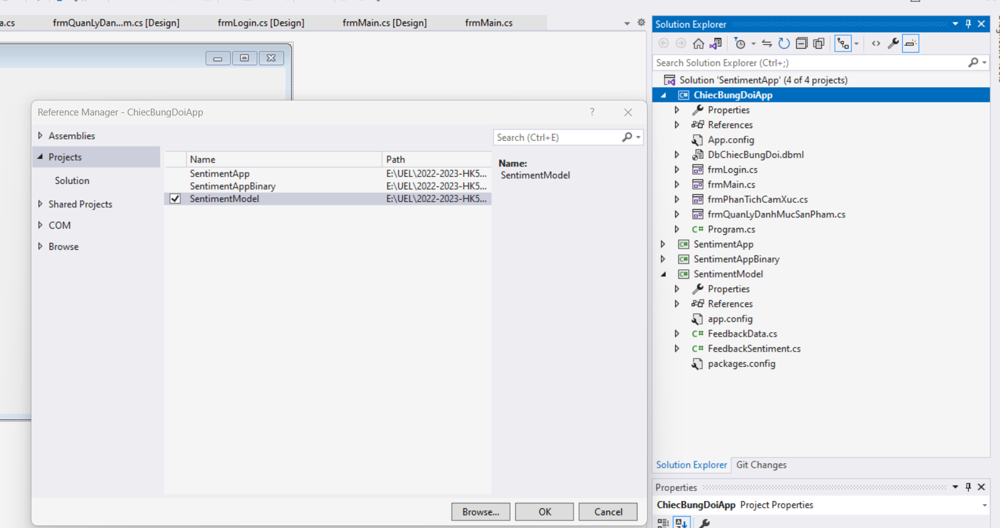 a.cs
frmQuanLyDan...m.cs [Design]
frmLogin.cs [Design]
frmMain.cs [Design]
frmMain.cs
Reference Manager - ChiecBungDoiApp
?
Assemblies
Projects
Solution
Shared Projects
COM
Browse
Search (Ctrl+E)
Name Path
SentimentApp E:\UEL\2022-2023-HK5...
SentimentAppBinary E:\UEL\2022-2023-HK5...
SentimentModel E:\UEL\2022-2023-HK5...
Name:
SentimentModel
Browse...
OK
Cancel
Solution Explorer
Search Solution Explorer (Ctrl+;)
Solution 'SentimentApp' (4 of 4 projects)
C# ChiecBungDoiApp
Properties
References
App.config
DbChiecBungDoi.dbml
frmLogin.cs
frmMain.cs
frmPhanTichCamXuc.cs
frmQuanLyDanhMucSanPham.cs
C# Program.cs
C# SentimentApp
C# SentimentAppBinary
C# SentimentModel
Properties
References
app.config
C# FeedbackData.cs
C# FeedbackSentiment.cs
packages.config
Solution Explorer
Git Changes
Properties
ChiecBungDoiApp Project Properties